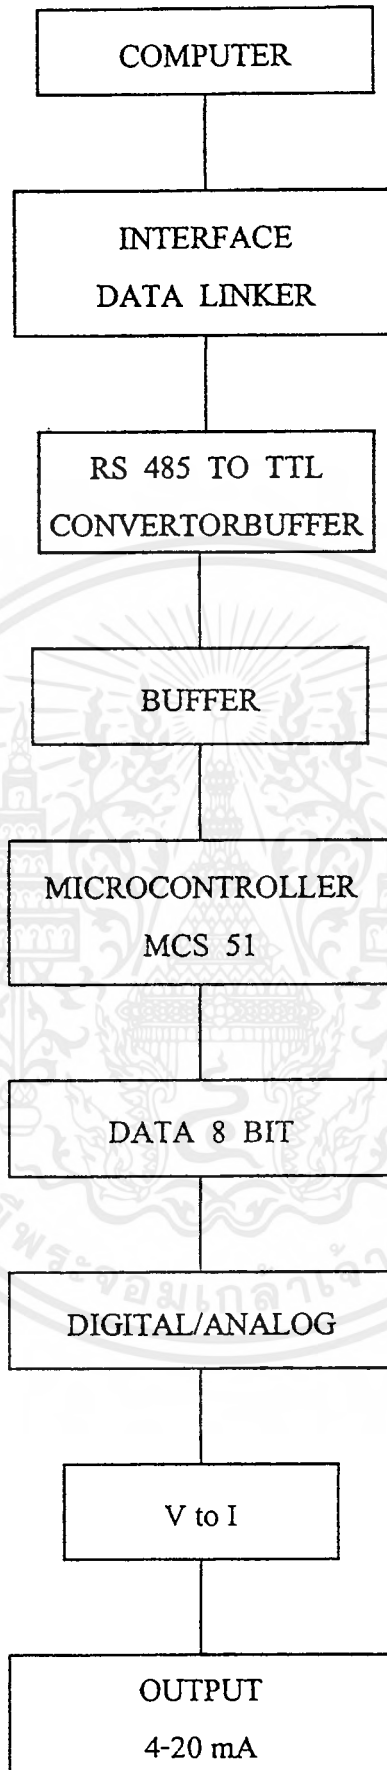 COMPUTER
INTERFACE
DATA LINKER
RS 485 TO TTL
CONVERTORBUFFER
BUFFER
MICROCONTROLLER
MCS 51
DATA 8 BIT
DIGITAL/ANALOG
V to I
OUTPUT
4-20 mA